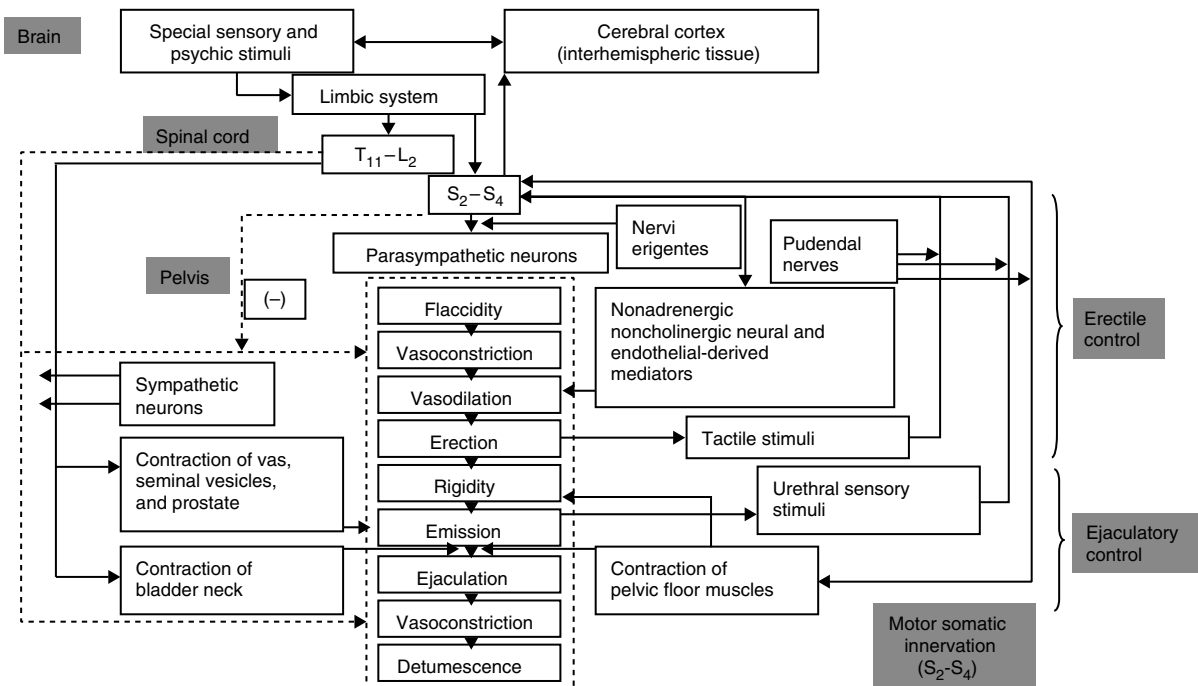 Brain
Special sensory and
psychic stimuli
Cerebral cortex
(interhemispheric tissue)
Limbic system
Spinal cord
T11–L2
S2–S4
Nervi
erigentes
Pudendal
nerves
Parasympathetic neurons
Pelvis
(–)
Flaccidity
Vasoconstriction
Vasodilation
Erection
Rigidity
Emission
Ejaculation
Vasoconstriction
Detumescence
Nonadrenergic
noncholinergic neural and
endothelial-derived
mediators
Erectile
control
Sympathetic
neurons
Tactile stimuli
Contraction of vas,
seminal vesicles,
and prostate
Urethral sensory
stimuli
Ejaculatory
control
Contraction of
bladder neck
Contraction of
pelvic floor muscles
Motor somatic
innervation
(S2-S4)